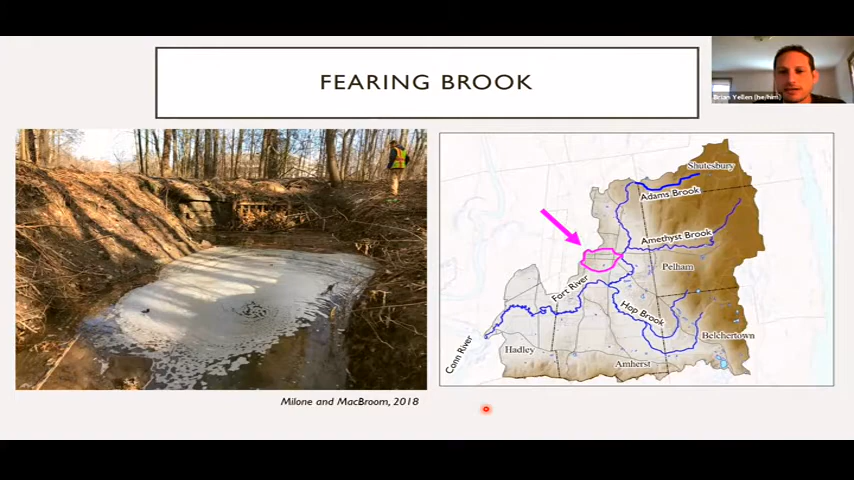 FEARING BROOK
Brian Yellen (he/him)
Shutesbury
Adams Brook
Amethyst Brook
Pelham
Fort River
Hop Brook
Belchertown
Conn River
Hadley
Amherst
Milone and MacBroom, 2018